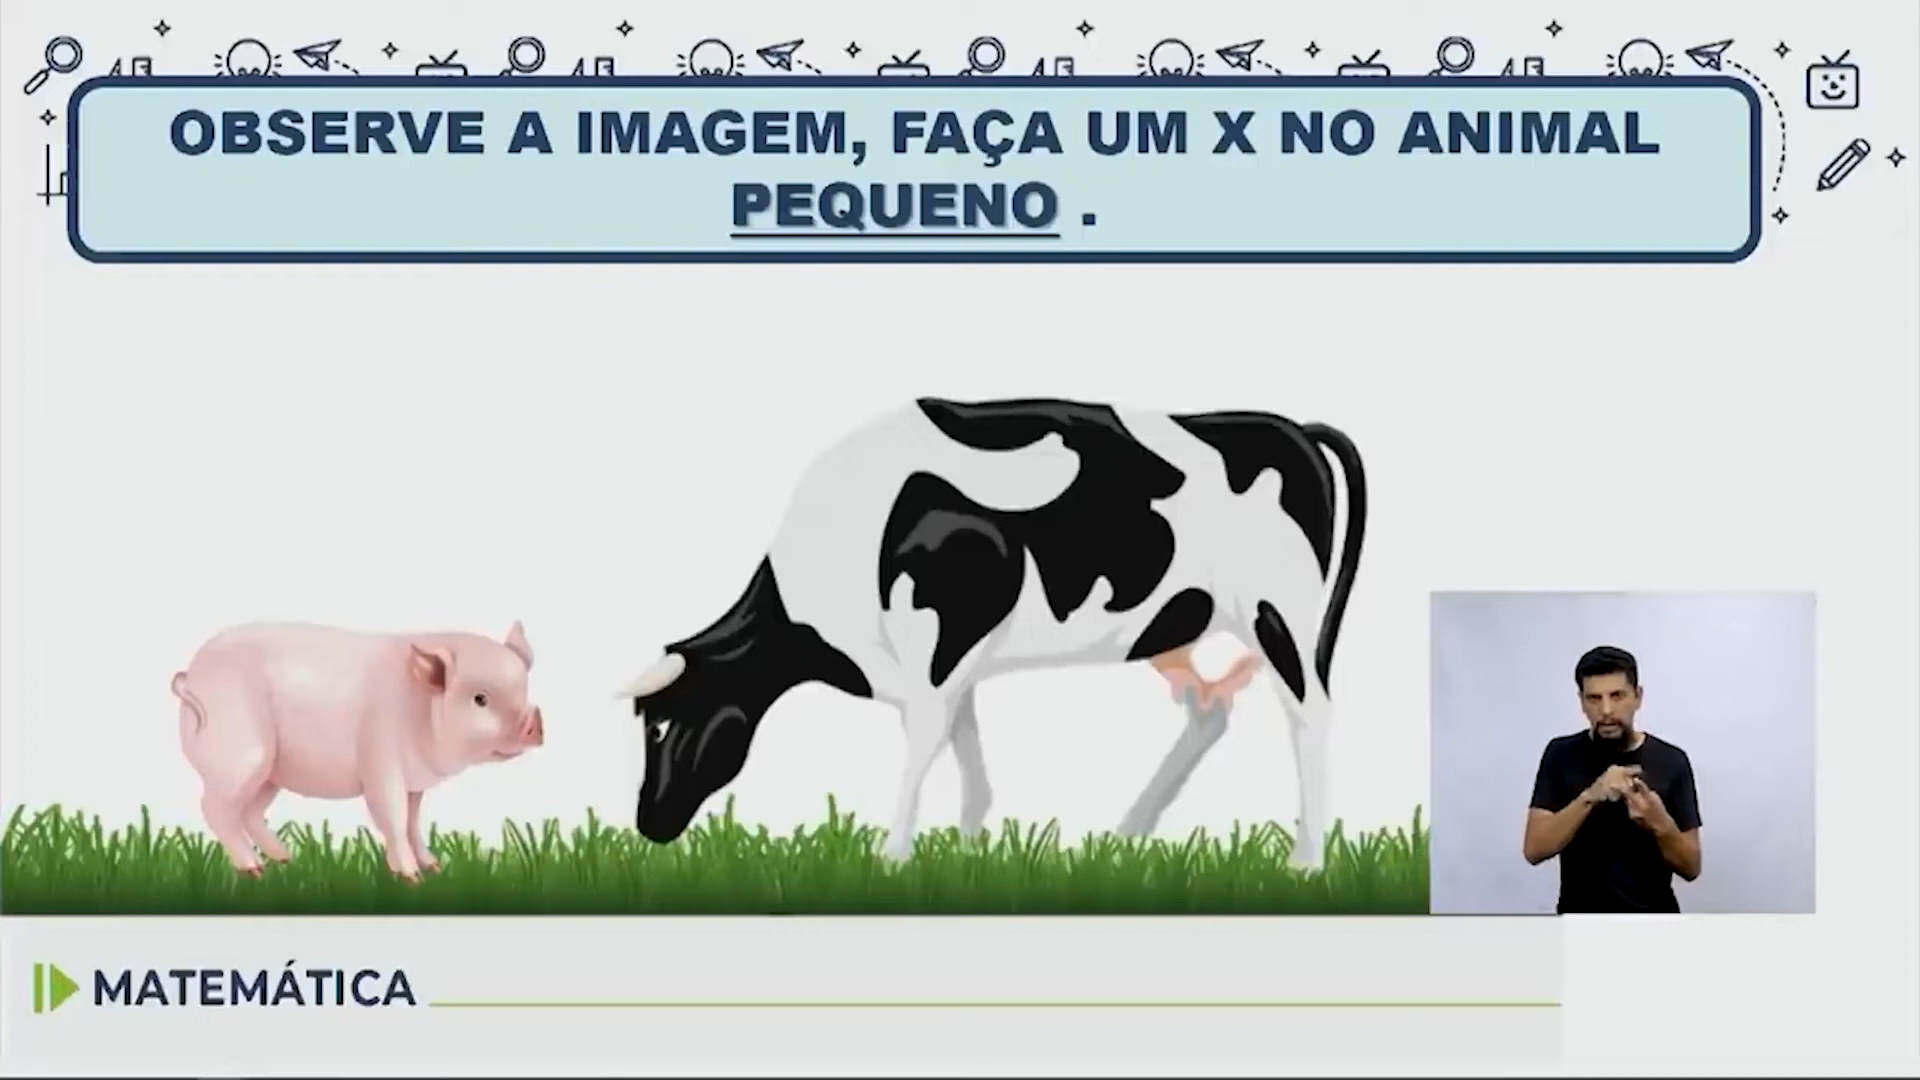 OBSERVE A IMAGEM, FAÇA UM X NO ANIMAL
PEQUENO .
MATEMÁTICA